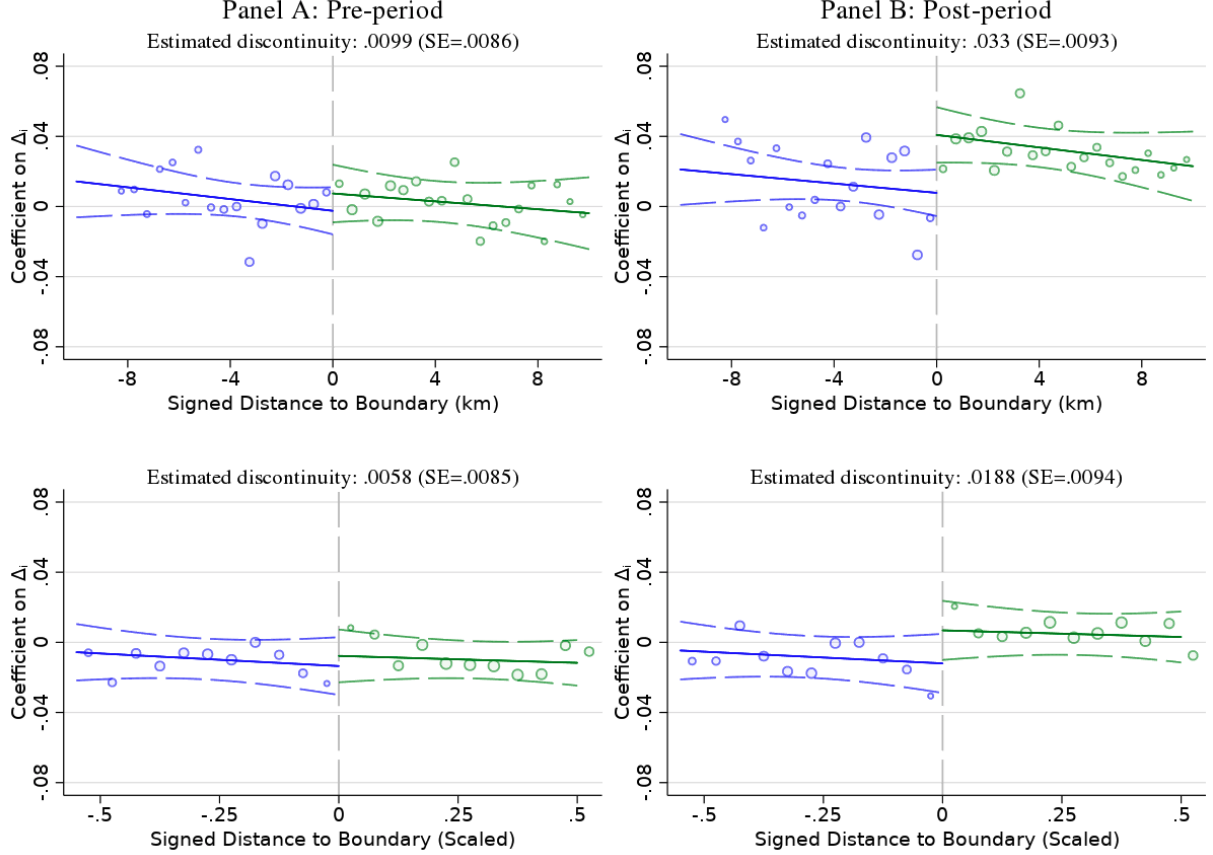 Panel A: Pre-period
Estimated discontinuity: .0099 (SE=.0086)
.08
.04
0
-.04
-.08
Coefficient on Δi
-8 -4 0 4 8
Signed Distance to Boundary (km)
Panel B: Post-period
Estimated discontinuity: .033 (SE=.0093)
.08
.04
0
-.04
-.08
Coefficient on Δi
-8 -4 0 4 8
Signed Distance to Boundary (km)
Estimated discontinuity: .0058 (SE=.0085)
.08
.04
0
-.04
-.08
Coefficient on Δi
-.5 -.25 0 .25 .5
Signed Distance to Boundary (Scaled)
Estimated discontinuity: .0188 (SE=.0094)
.08
.04
0
-.04
-.08
Coefficient on Δi
-.5 -.25 0 .25 .5
Signed Distance to Boundary (Scaled)